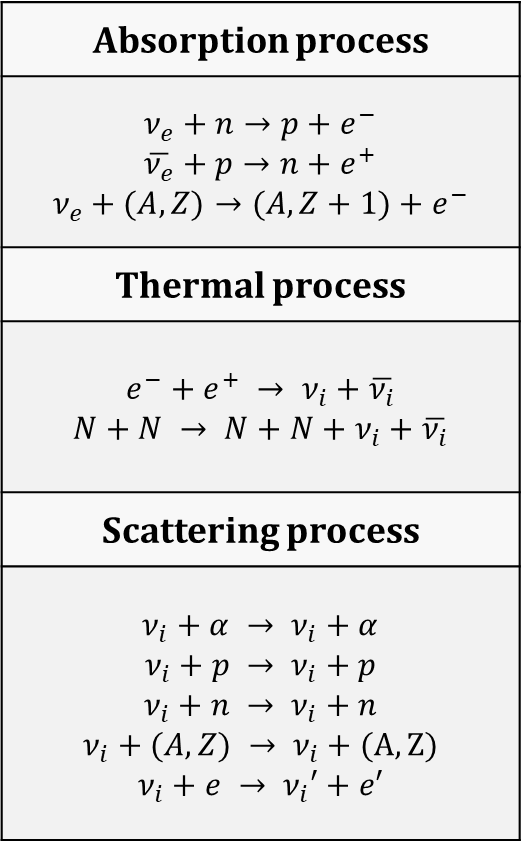 Absorption process
νₑ + n → p + e⁻
ν̅ₑ + p → n + e⁺
νₑ + (A, Z) → (A, Z + 1) + e⁻
Thermal process
e⁻ + e⁺ → νᵢ + ν̅ᵢ
N + N → N + N + νᵢ + ν̅ᵢ
Scattering process
νᵢ + α → νᵢ + α
νᵢ + p → νᵢ + p
νᵢ + n → νᵢ + n
νᵢ + (A, Z) → νᵢ + (A, Z)
νᵢ + e → νᵢ′ + e′